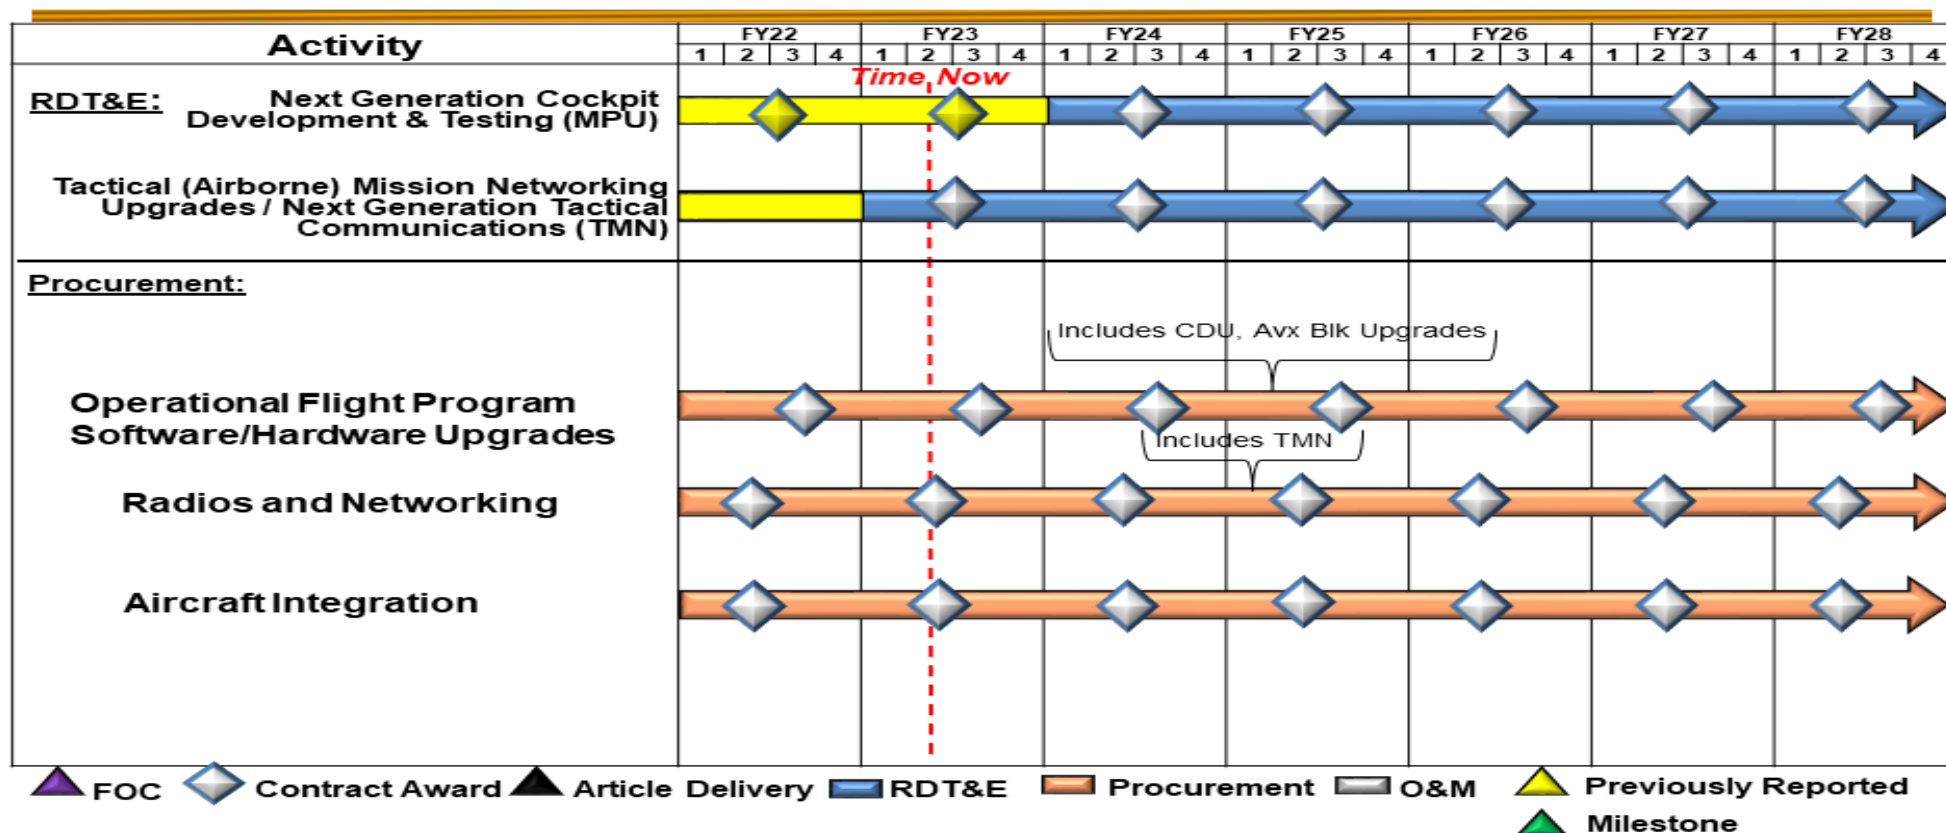 Activity
FY22 FY23 FY24 FY25 FY26 FY27 FY28
1 2 3 4 1 2 3 4 1 2 3 4 1 2 3 4 1 2 3 4 1 2 3 4 1 2 3 4
Time Now
RDT&E:
Next Generation Cockpit
Development & Testing (MPU)
Tactical (Airborne) Mission Networking
Upgrades / Next Generation Tactical
Communications (TMN)
Procurement:
Includes CDU, Avx Blk Upgrades
Operational Flight Program
Software/Hardware Upgrades
Includes TMN
Radios and Networking
Aircraft Integration
FOC Contract Award Article Delivery RDT&E Procurement O&M Previously Reported
Milestone